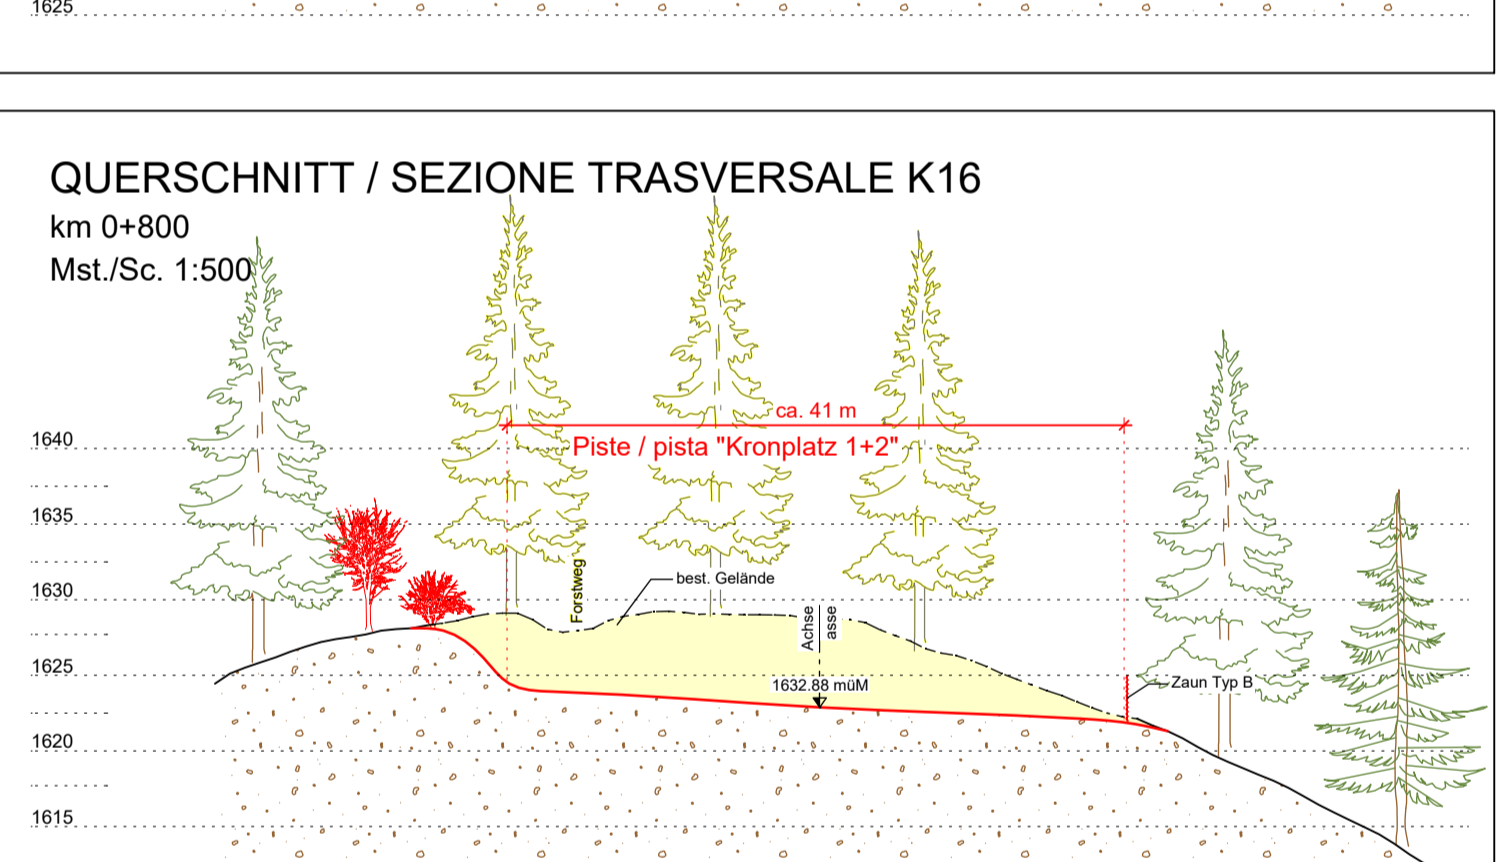 1625
QUERSCHNITT / SEZIONE TRASVERSALE K16
km 0+800
Mst./Sc. 1:500
ca. 41 m
Piste / pista "Kronplatz 1+2"
1640
1635
1630
1625
1620
1615
Forstweg
best. Gelände
Achse
asse
1632.88 müM
Zaun Typ B